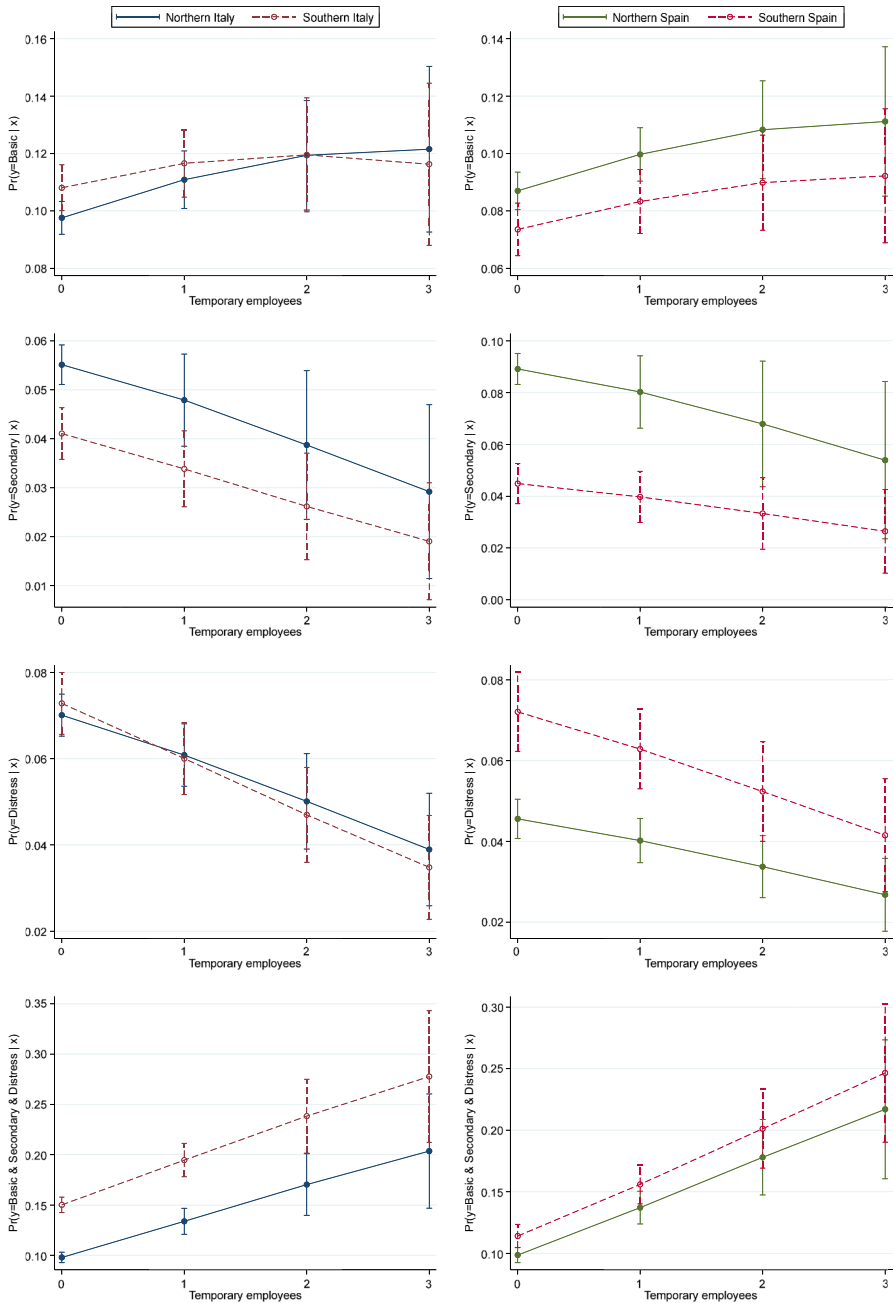 Northern Italy Southern Italy
Pr(y=Basic | x)
0.16
0.14
0.12
0.10
0.08
0 1 2 3
Temporary employees
Northern Spain Southern Spain
Pr(y=Basic | x)
0.14
0.12
0.10
0.08
0.06
0 1 2 3
Temporary employees
Pr(y=Secondary | x)
0.06
0.05
0.04
0.03
0.02
0.01
0 1 2 3
Temporary employees
Pr(y=Secondary | x)
0.10
0.08
0.06
0.04
0.02
0.00
0 1 2 3
Temporary employees
Pr(y=Distress | x)
0.08
0.06
0.04
0.02
0 1 2 3
Temporary employees
Pr(y=Distress | x)
0.08
0.06
0.04
0.02
0 1 2 3
Temporary employees
Pr(y=Basic & Secondary & Distress | x)
0.35
0.30
0.25
0.20
0.15
0.10
0 1 2 3
Temporary employees
Pr(y=Basic & Secondary & Distress | x)
0.30
0.25
0.20
0.15
0.10
0 1 2 3
Temporary employees